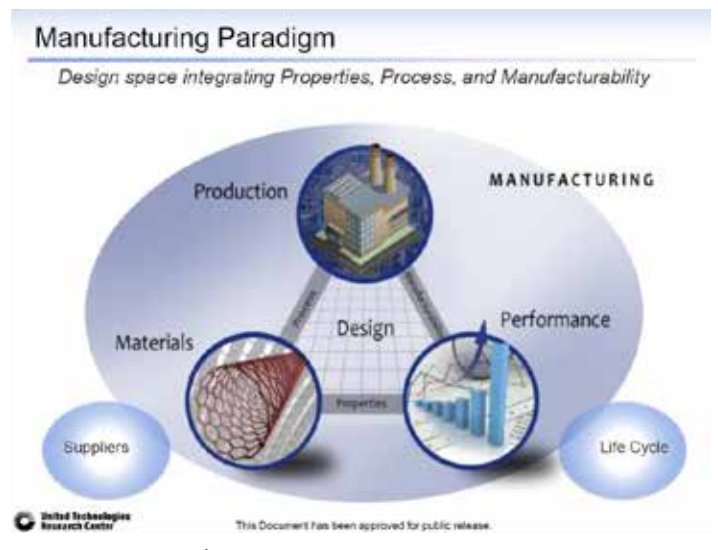 Manufacturing Paradigm
Design space integrating Properties, Process, and Manufacturability
MANUFACTURING
Production
Process
Design
Performance
Materials
Properties
Suppliers
Life Cycle
United Technologies
Research Center
This Document has been approved for public release.